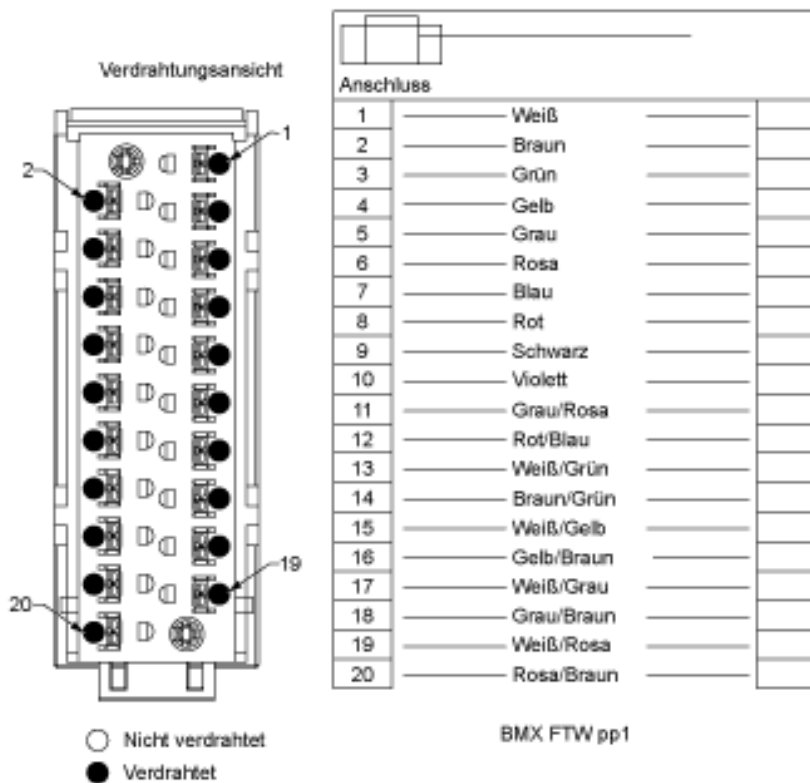 Verdrahtungsansicht
1
2
19
20
Nicht verdrahtet
Verdrahtet
Anschluss
1 Weiß
2 Braun
3 Grün
4 Gelb
5 Grau
6 Rosa
7 Blau
8 Rot
9 Schwarz
10 Violett
11 Grau/Rosa
12 Rot/Blau
13 Weiß/Grün
14 Braun/Grün
15 Weiß/Gelb
16 Gelb/Braun
17 Weiß/Grau
18 Grau/Braun
19 Weiß/Rosa
20 Rosa/Braun
BMX FTW pp1